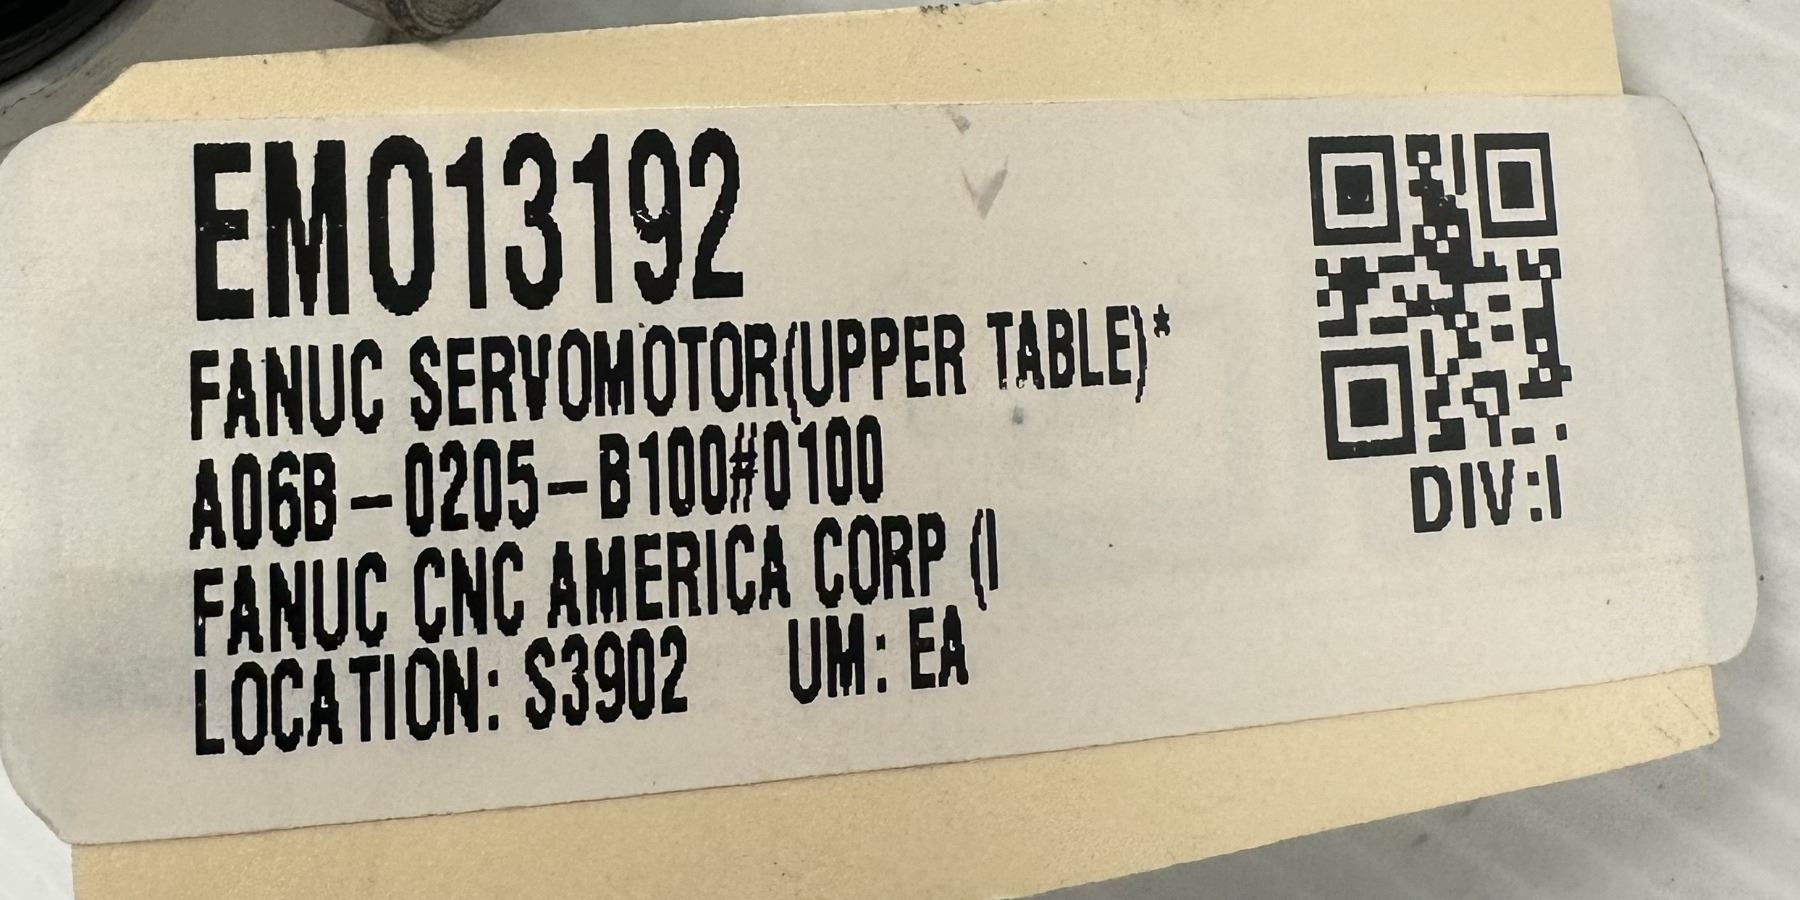 EM013192
FANUC SERVOMOTOR(UPPER TABLE)*
A06B-0205-B100#0100
FANUC CNC AMERICA CORP (I
LOCATION: S3902 UM: EA
DIV:I